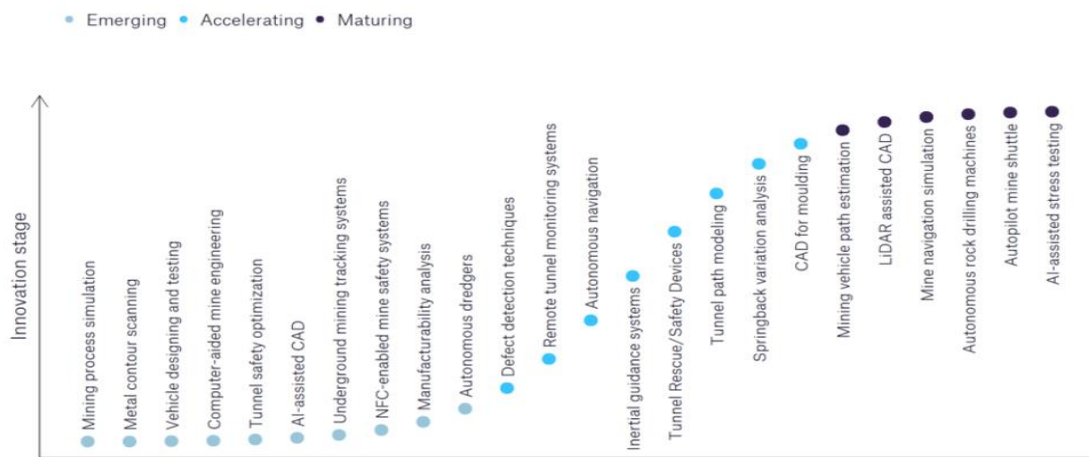 Emerging Accelerating Maturing
Innovation stage
Mining process simulation
Metal contour scanning
Vehicle designing and testing
Computer-aided mine engineering
Tunnel safety optimization
AI-assisted CAD
Underground mining tracking systems
NFC-enabled mine safety systems
Manufacturability analysis
Autonomous dredgers
Defect detection techniques
Remote tunnel monitoring systems
Autonomous navigation
Inertial guidance systems
Tunnel Rescue/Safety Devices
Tunnel path modeling
Springback variation analysis
CAD for moulding
Mining vehicle path estimation
LiDAR assisted CAD
Mine navigation simulation
Autonomous rock drilling machines
Autopilot mine shuttle
AI-assisted stress testing